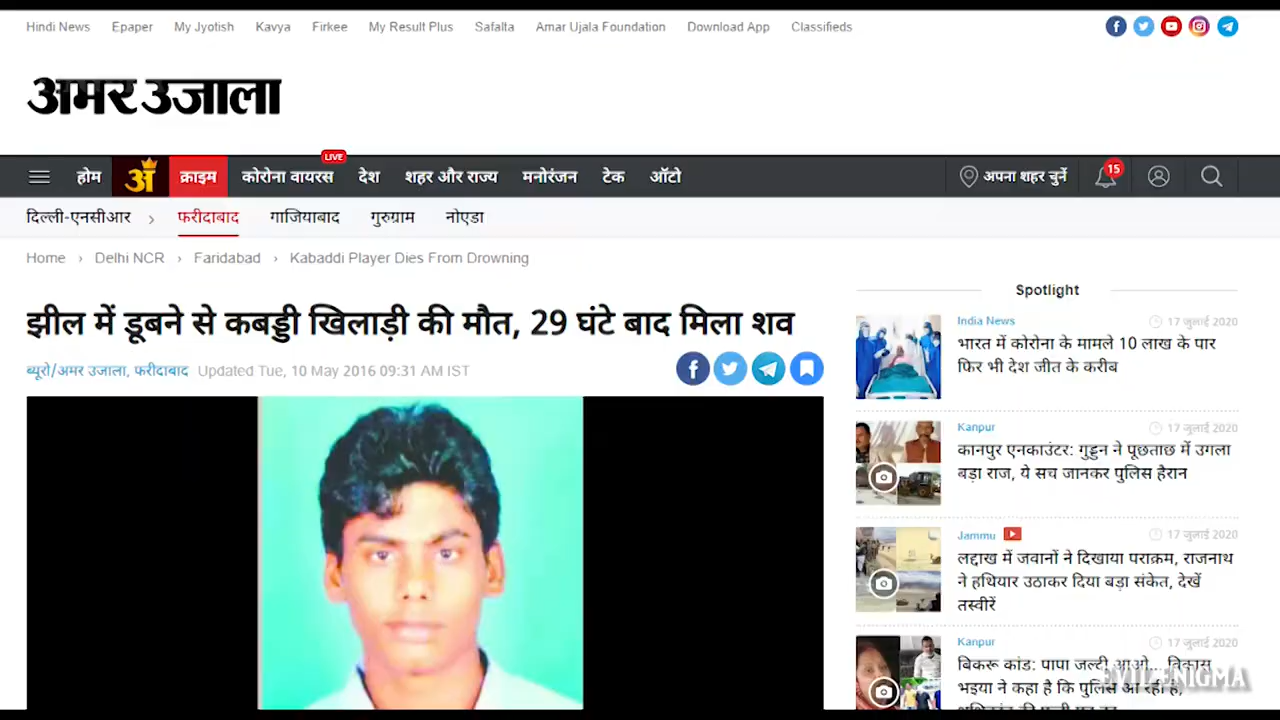 Hindi News Epaper My Jyotish Kavya Firkee My Result Plus Safalta Amar Ujala Foundation Download App Classifieds
अमर उजाला
होम अं क्राइम कोरोना वायरस LIVE देश शहर और राज्य मनोरंजन टेक ऑटो अपना शहर चुनें 15
दिल्ली-एनसीआर › फरीदाबाद गाजियाबाद गुरुग्राम नोएडा
Home › Delhi NCR › Faridabad › Kabaddi Player Dies From Drowning
झील में डूबने से कबड्डी खिलाड़ी की मौत, 29 घंटे बाद मिला शव
ब्यूरो/अमर उजाला, फरीदाबाद Updated Tue, 10 May 2016 09:31 AM IST
Spotlight
India News 17 जुलाई 2020
भारत में कोरोना के मामले 10 लाख के पार
फिर भी देश जीत के करीब
Kanpur 17 जुलाई 2020
कानपुर एनकाउंटर: गुड्डन ने पूछताछ में उगला
बड़ा राज, ये सच जानकर पुलिस हैरान
Jammu 17 जुलाई 2020
लद्दाख में जवानों ने दिखाया पराक्रम, राजनाथ
ने हथियार उठाकर दिया बड़ा संकेत, देखें
तस्वीरें
Kanpur 17 जुलाई 2020
बिकरू कांड: पापा जल्दी आओ... विकास
भइया ने कहा है कि पुलिस आ रही है,
EVILZENIGMA